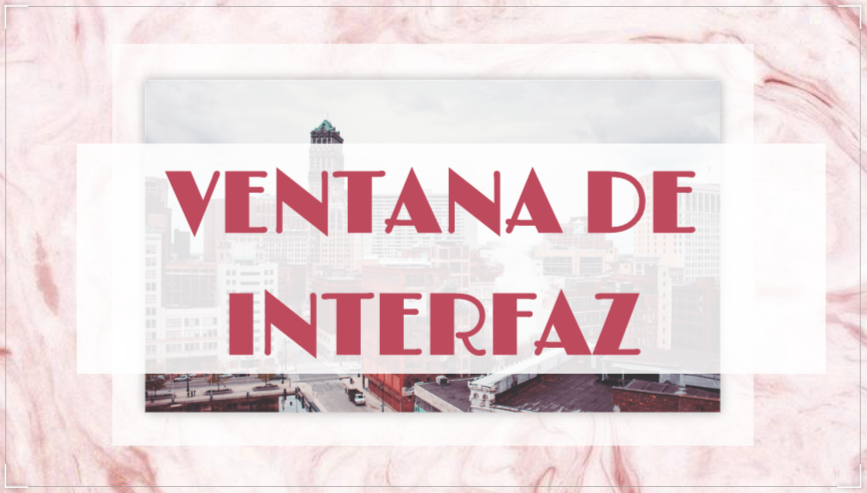 VENTANA DE
INTERFAZ